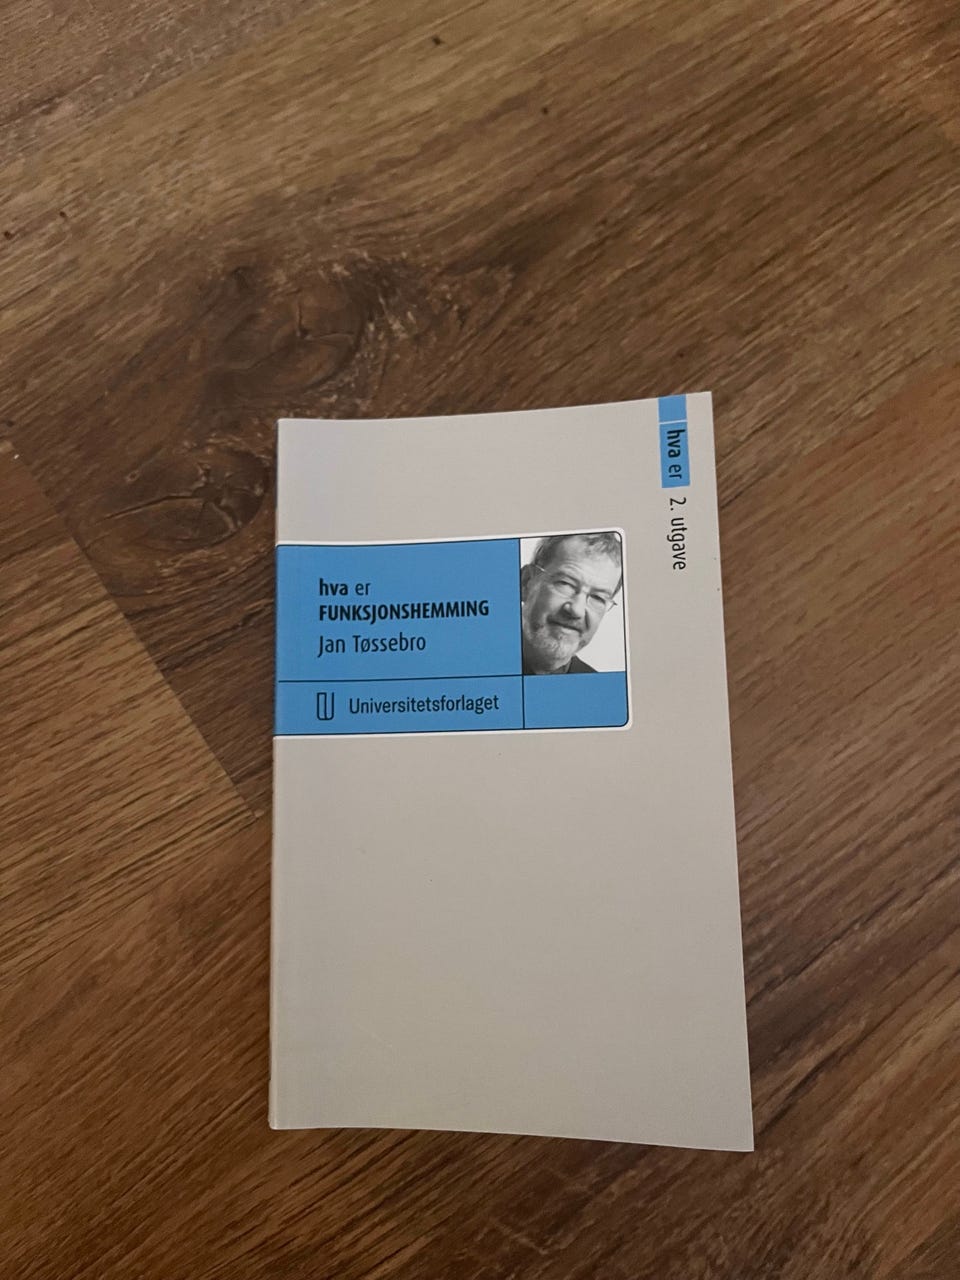 hva er 2. utgave
hva er
FUNKSJONSHEMMING
Jan Tøssebro
Universitetsforlaget